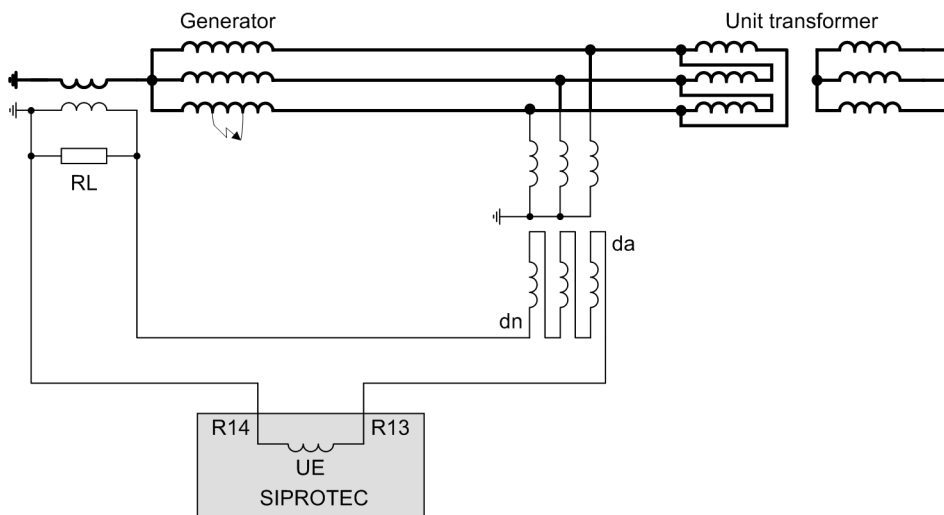 Generator
Unit transformer
RL
da
dn
R14
R13
UE
SIPROTEC